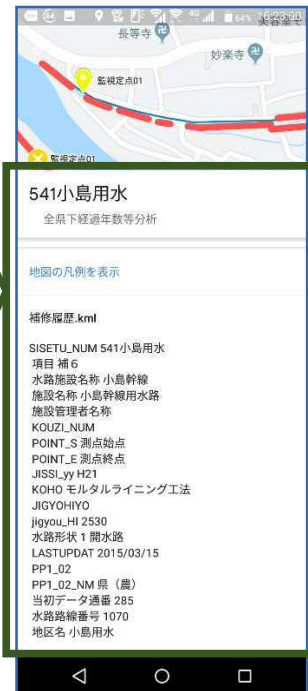 64% 16:23:00
長等寺
妙楽寺
監視定点01
監視定点01
541小島用水
全県下経過年数等分析
地図の凡例を表示
補修履歴.kml
SISETU_NUM 541小島用水
項目 補6
水路施設名称 小島幹線
施設名称 小島幹線用水路
施設管理者名称
KOUZI_NUM
POINT_S 測点始点
POINT_E 測点終点
JISSI_yy H21
KOHO モルタルライニング工法
JIGYOHIYO
jigyou_HI 2530
水路形状 1 開水路
LASTUPDAT 2015/03/15
PP1_02
PP1_02_NM 県（農）
当初データ通番 285
水路路線番号 1070
地区名 小島用水